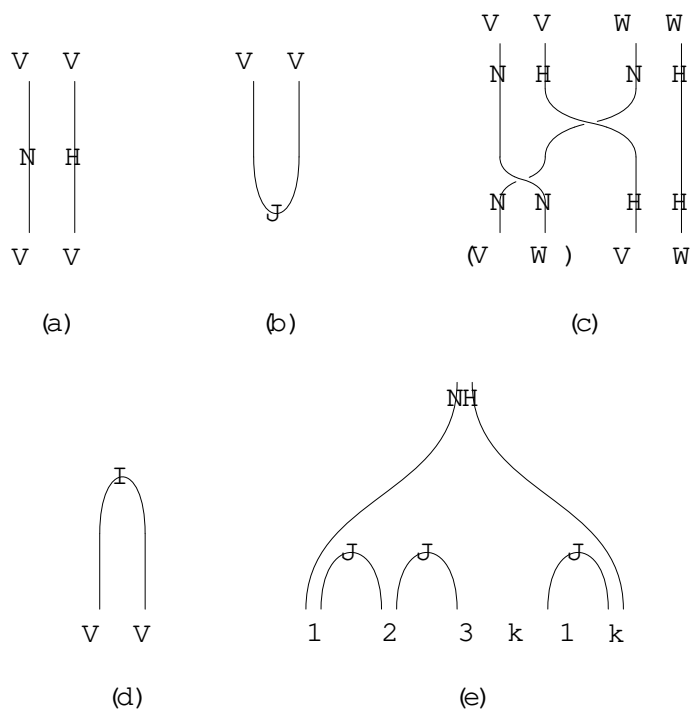 V V V V W W
V V
N H N H
N H
J
N N H H
V V (V W ) V W
(a) (b) (c)
NH
I
J J J
V V 1 2 3 k 1 k
(d) (e)